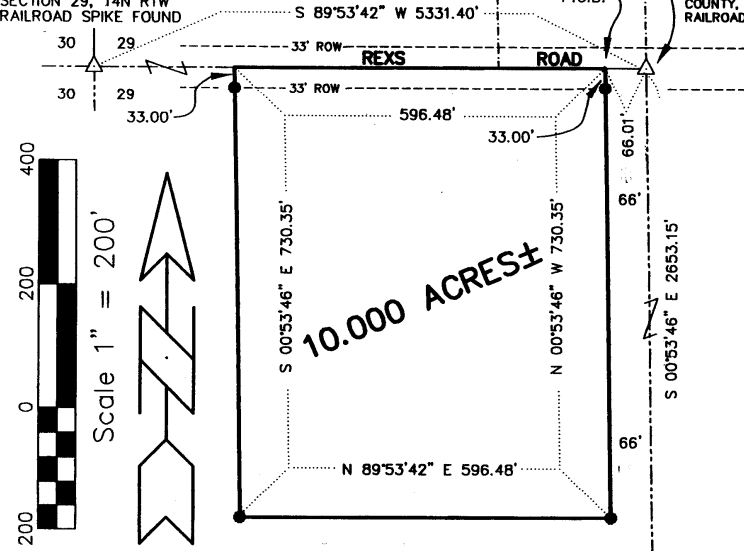 SECTION 29, T4N R1W
RAILROAD SPIKE FOUND
S 89°53'42" W 5331.40'
COUNTY,
RAILROAD
30 29
33' ROW
REXS ROAD
30 29
33' ROW
33.00'
596.48'
33.00'
66.01'
66'
400
200
0
200
Scale 1" = 200'
S 00°53'46" E 730.35'
10.000 ACRES±
N 00°53'46" W 730.35'
S 00°53'46" E 2653.15'
66'
N 89°53'42" E 596.48'